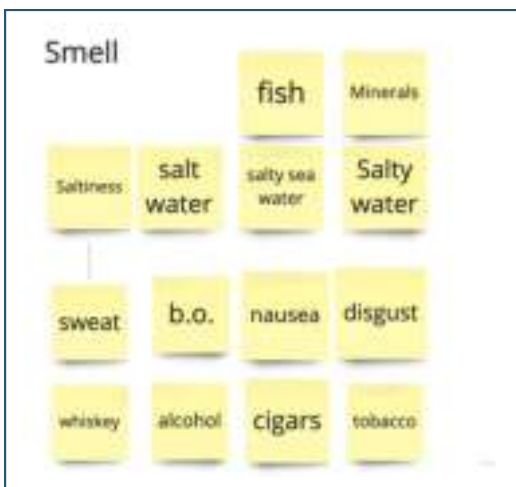 Smell
fish
Minerals
Saltiness
salt
water
salty sea
water
Salty
water
sweat
b.o.
nausea
disgust
whiskey
alcohol
cigars
tobacco